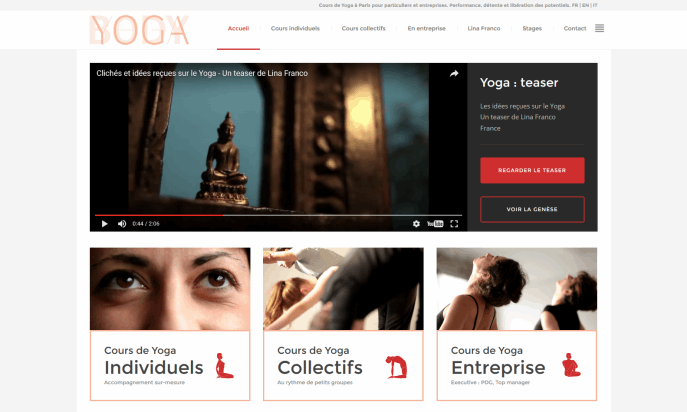 Cours de Yoga à Paris pour particuliers et entreprises. Performance, détente et libération des potentiels. FR | EN | IT
YOGA
Accueil Cours individuels Cours collectifs En entreprise Lina Franco Stages Contact
Clichés et idées reçues sur le Yoga - Un teaser de Lina Franco
Yoga : teaser
Les idées reçues sur le Yoga
Un teaser de Lina Franco
France
REGARDER LE TEASER
VOIR LA GENÈSE
0:44 / 2:06
YouTube
Cours de Yoga
Individuels
Accompagnement sur-mesure
Cours de Yoga
Collectifs
Au rythme de petits groupes
Cours de Yoga
Entreprise
Executive : PDG, Top manager